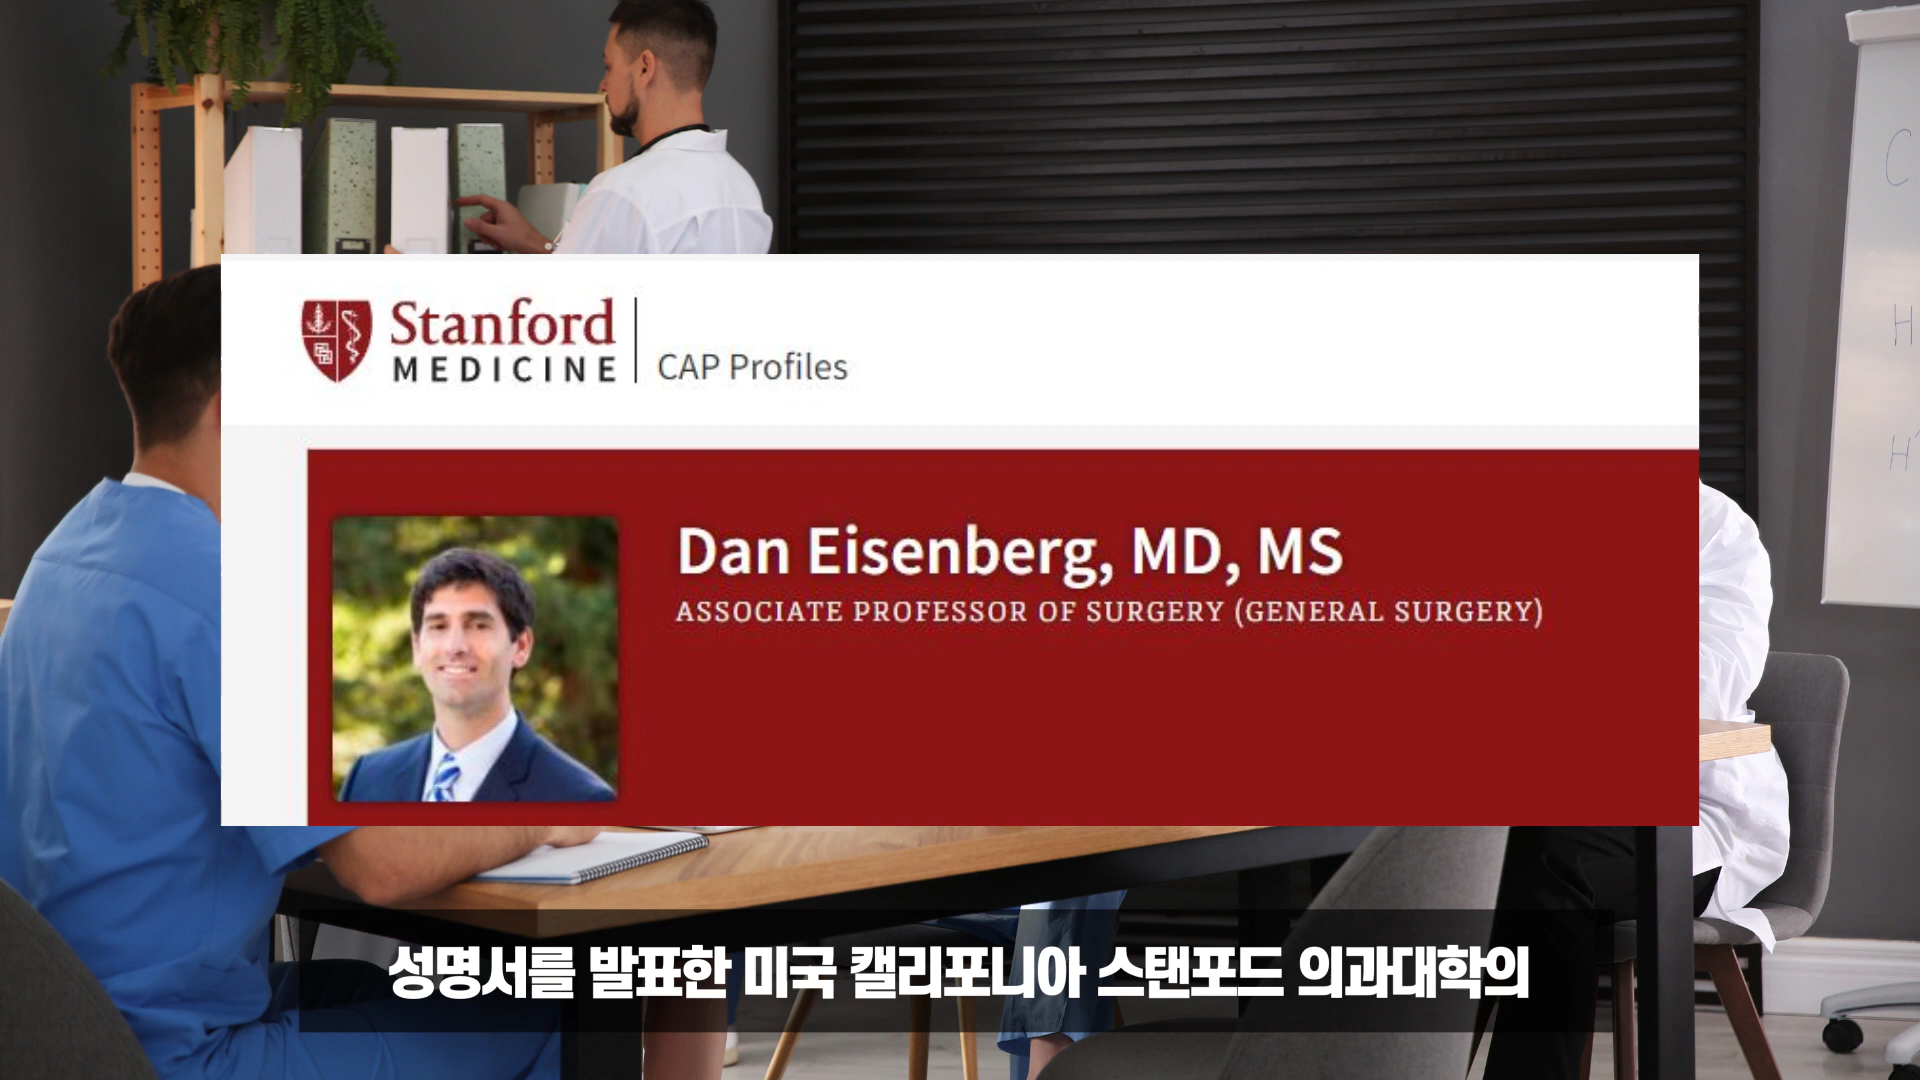 Stanford
MEDICINE
CAP Profiles
Dan Eisenberg, MD, MS
ASSOCIATE PROFESSOR OF SURGERY (GENERAL SURGERY)
성명서를 발표한 미국 캘리포니아 스탠포드 의과대학의